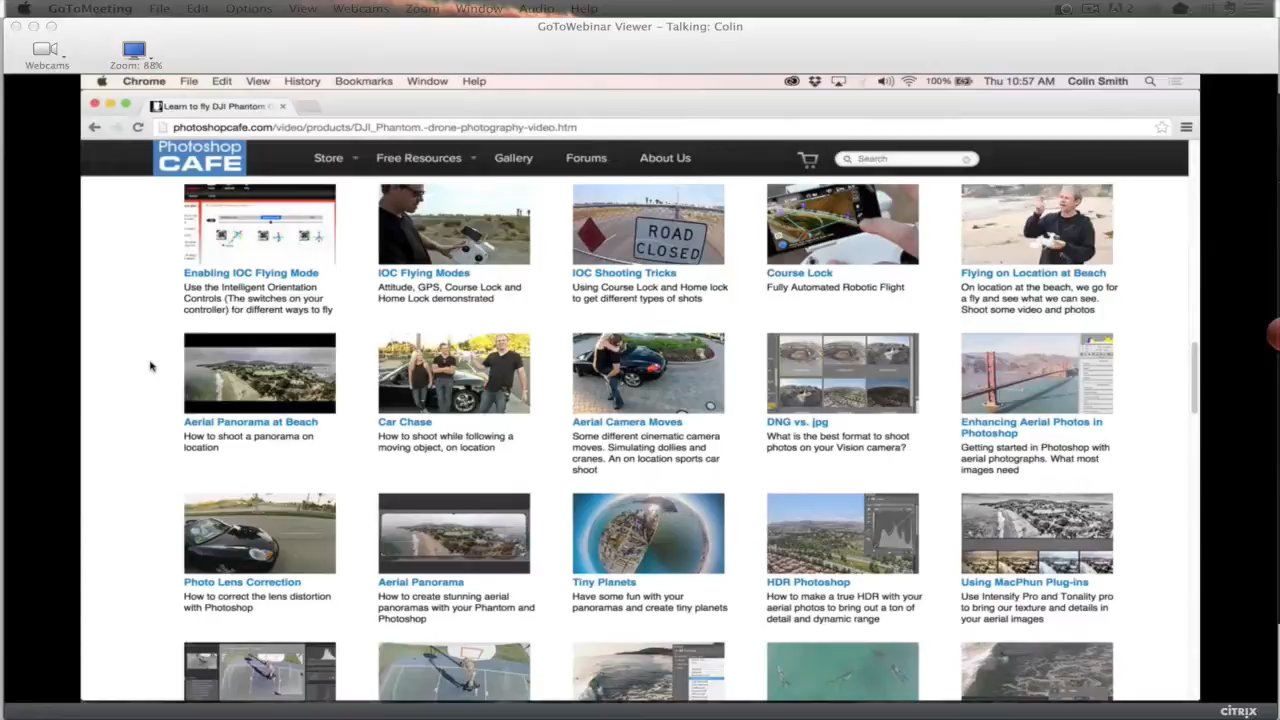 GoToMeeting File Edit Options View Webcams Zoom Window Audio Help
GoToWebinar Viewer – Talking: Colin
Webcams
Zoom: 88%
Chrome File Edit View History Bookmarks Window Help
100% Thu 10:57 AM Colin Smith
Learn to fly DJI Phantom
photoshopcafe.com/video/products/DJI_Phantom.-drone-photography-video.htm
Photoshop
CAFE
Store Free Resources Gallery Forums About Us Search
ROAD
CLOSED
Enabling IOC Flying Mode
Use the Intelligent Orientation
Controls (The switches on your
controller) for different ways to fly
IOC Flying Modes
Attitude, GPS, Course Lock and
Home Lock demonstrated
IOC Shooting Tricks
Using Course Lock and Home lock
to get different types of shots
Course Lock
Fully Automated Robotic Flight
Flying on Location at Beach
On location at the beach, we go for
a fly and see what we can see.
Shoot some video and photos
Aerial Panorama at Beach
How to shoot a panorama on
location
Car Chase
How to shoot while following a
moving object, on location
Aerial Camera Moves
Some different cinematic camera
moves. Simulating dollies and
cranes. An on location sports car
shoot
DNG vs. jpg
What is the best format to shoot
photos on your Vision camera?
Enhancing Aerial Photos in
Photoshop
Getting started in Photoshop with
aerial photographs. What most
images need
Photo Lens Correction
How to correct the lens distortion
with Photoshop
Aerial Panorama
How to create stunning aerial
panoramas with your Phantom and
Photoshop
Tiny Planets
Have some fun with your
panoramas and create tiny planets
HDR Photoshop
How to make a true HDR with your
aerial photos to bring out a ton of
detail and dynamic range
Using MacPhun Plug-ins
Use Intensify Pro and Tonality pro
to bring our texture and details in
your aerial images
CITRIX